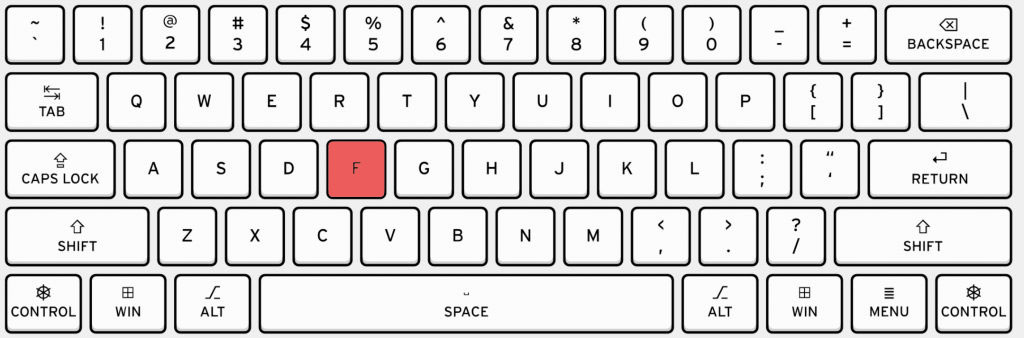 ~ ! @ # $ % ^ & * ( ) _ +
` 1 2 3 4 5 6 7 8 9 0 - = BACKSPACE
TAB Q W E R T Y U I O P { [ } ] | \
CAPS LOCK A S D F G H J K L : ; “ ‘ RETURN
SHIFT Z X C V B N M < , > . ? / SHIFT
CONTROL WIN ALT SPACE ALT WIN MENU CONTROL